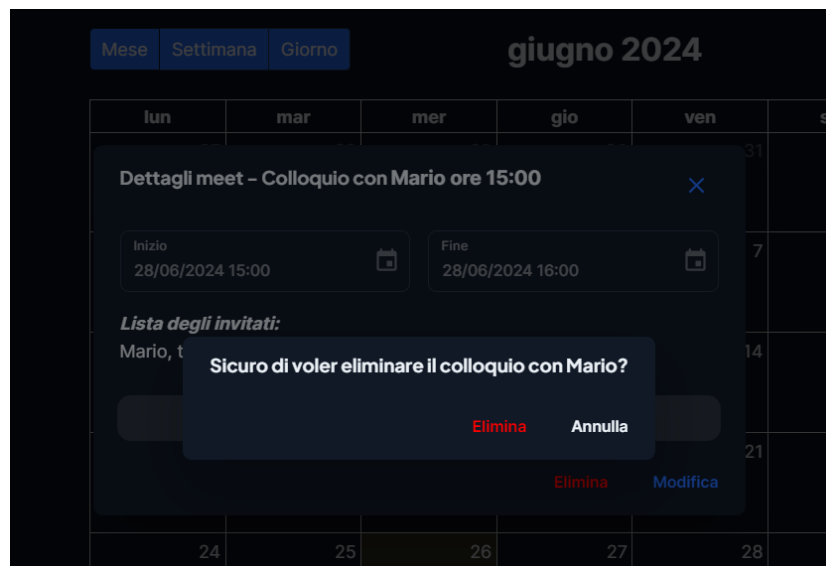 Mese Settimana Giorno
giugno 2024
lun mar mer gio ven s
31
Dettagli meet – Colloquio con Mario ore 15:00
7
Inizio
28/06/2024 15:00
Fine
28/06/2024 16:00
Lista degli invitati:
Mario, t
14
Sicuro di voler eliminare il colloquio con Mario?
Elimina Annulla
21
Elimina Modifica
24 25 26 27 28